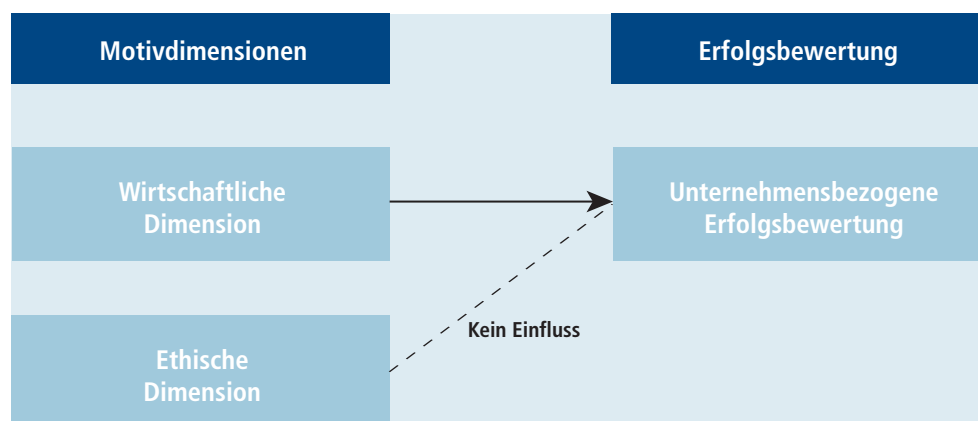 Motivdimensionen
Erfolgsbewertung
Wirtschaftliche
Dimension
Unternehmensbezogene
Erfolgsbewertung
Kein Einfluss
Ethische
Dimension